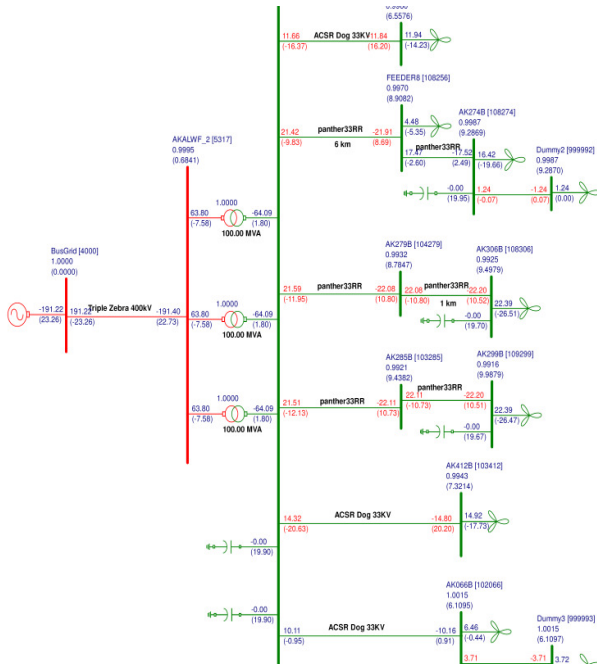 (6.5576)
11.66 ACSR Dog 33KV 11.84 11.94
(-16.37) (16.20) (-14.23)
FEEDER8 [108256]
0.9970
(8.9082)
AK274B [108274]
0.9987
(9.2869)
4.48
(-5.35)
21.42 panther33RR -21.91
(-9.83) 6 km (8.69)
panther33RR
17.47 -17.52 16.42
(-2.60) (2.49) (-19.66)
Dummy2 [999992]
0.9987
(9.2870)
-0.00 1.24 -1.24 1.24
(19.95) (-0.07) (0.07) (0.00)
AKALWF_2 [5317]
0.9995
(0.6841)
1.0000
63.80 -64.09
(-7.58) (1.80)
100.00 MVA
BusGrid [4000]
1.0000
(0.0000)
AK279B [104279]
0.9932
(8.7847)
AK306B [108306]
0.9925
(9.4979)
21.59 panther33RR -22.08 22.08 panther33RR -22.20
(-11.95) (10.80) (-10.80) 1 km (10.52)
22.39
(-26.51)
-0.00
(19.70)
-191.22 191.22 Triple Zebra 400kV -191.40
(23.26) (-23.26) (22.73)
1.0000
63.80 -64.09
(-7.58) (1.80)
100.00 MVA
AK285B [103285]
0.9921
(9.4382)
AK299B [109299]
0.9916
(9.9879)
panther33RR
21.51 panther33RR -22.11 22.11 -22.20
(-12.13) (10.73) (-10.73) (10.51)
22.39
(-26.47)
-0.00
(19.67)
1.0000
63.80 -64.09
(-7.58) (1.80)
100.00 MVA
AK412B [103412]
0.9943
(7.3214)
14.32 ACSR Dog 33KV -14.80 14.92
(-20.63) (20.20) (-17.73)
-0.00
(19.90)
AK066B [102066]
1.0015
(6.1095)
-0.00
(19.90)
10.11 ACSR Dog 33KV -10.16 6.46
(-0.95) (0.91) (-0.44)
Dummy3 [999993]
1.0015
(6.1097)
3.71 -3.71 3.72